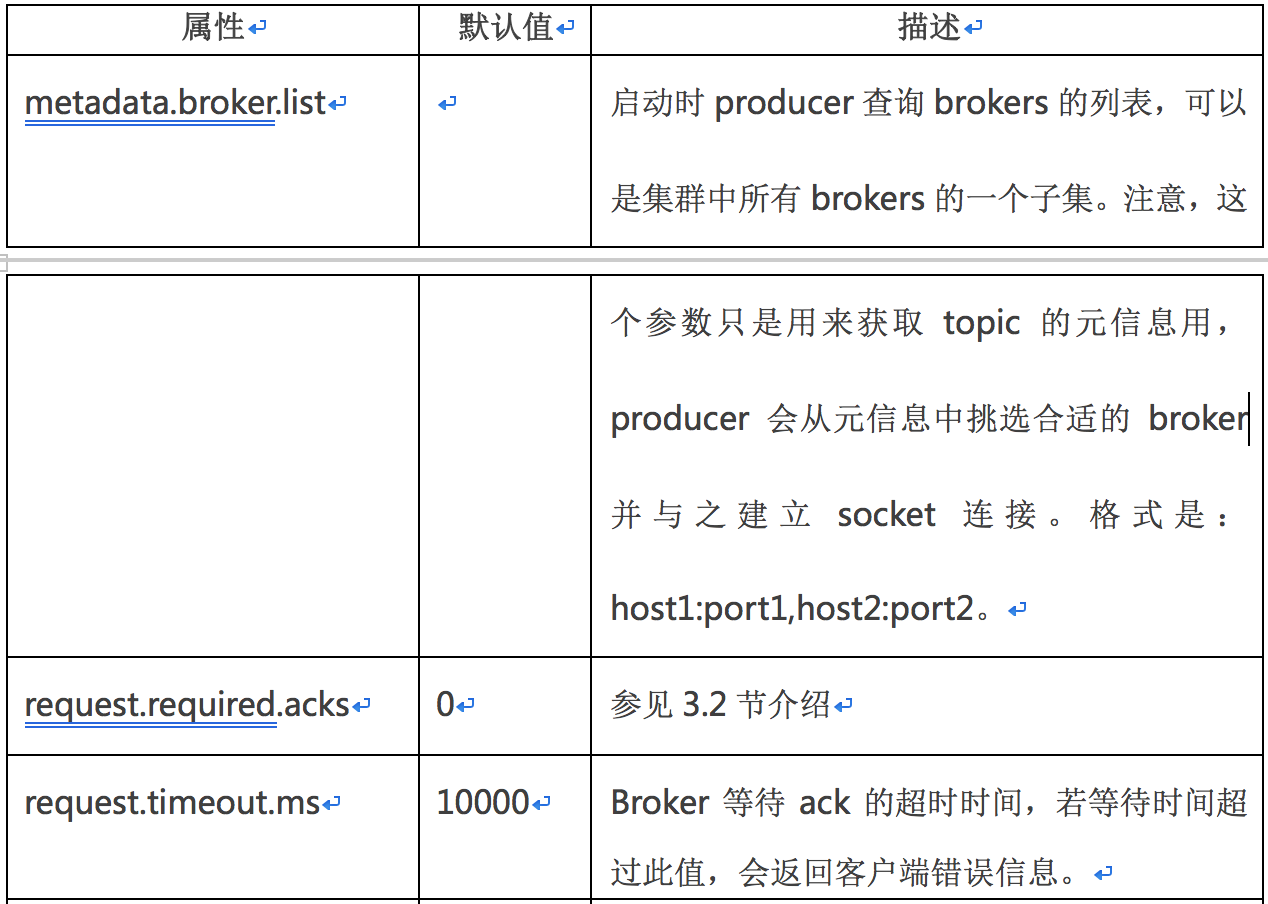 属性 默认值 描述
metadata.broker.list 启动时 producer 查询 brokers 的列表，可以
是集群中所有 brokers 的一个子集。注意，这
个参数只是用来获取 topic 的元信息用，
producer 会从元信息中挑选合适的 broker
并与之建立 socket 连接。格式是：
host1:port1,host2:port2。
request.required.acks 0 参见 3.2 节介绍
request.timeout.ms 10000 Broker 等待 ack 的超时时间，若等待时间超
过此值，会返回客户端错误信息。